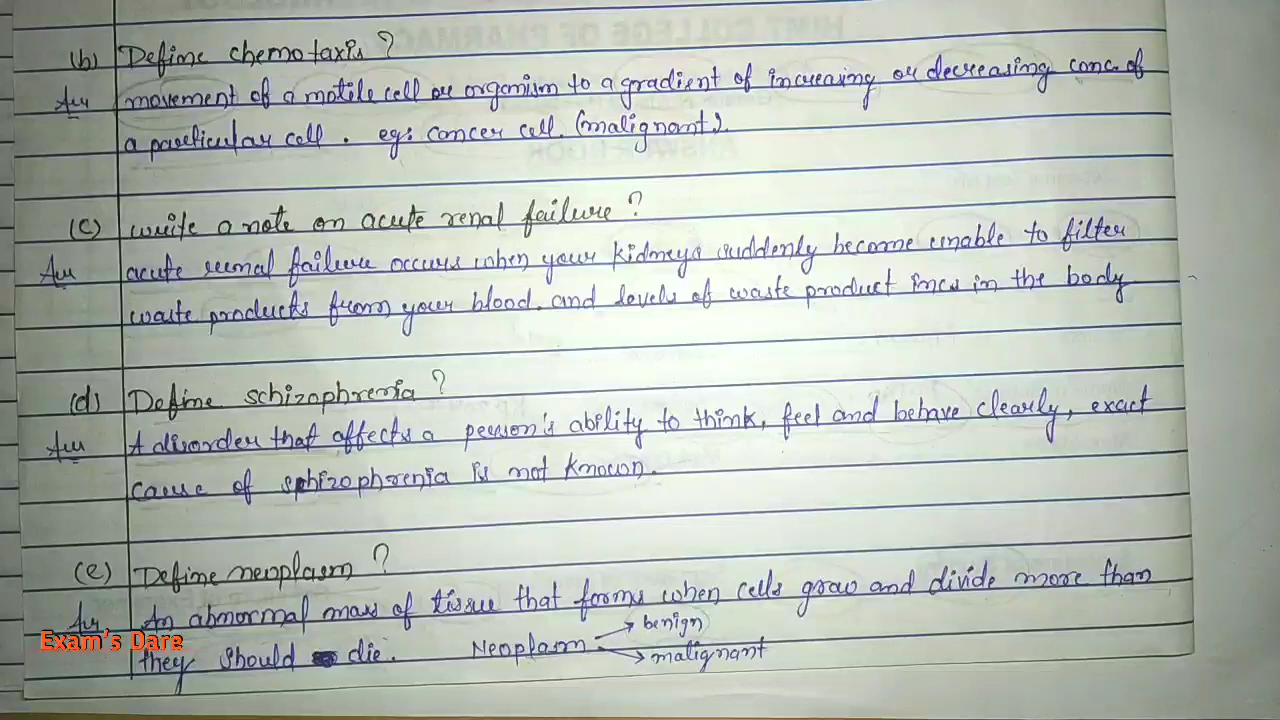 (b) Define chemotaxis ?
Ans movement of a motile cell or organism to a gradient of increasing or decreasing conc. of
a particular cell . eg: cancer cell. (malignant).
(c) write a note on acute renal failure ?
Ans acute reenal failure occurs when your kidneys suddenly become unable to filter
waste products from your blood. and levels of waste product incs in the body
(d) Define schizophrenia ?
Ans A disorder that affects a person's ability to think, feel and behave clearly, exact
cause of sphizophrenia is not known.
(e) Define neoplasm ?
Ans An abnormal mass of tissue that forms when cells grow and divide more than
Exam's Dare
they should die. Neoplasm → benign
→ malignant